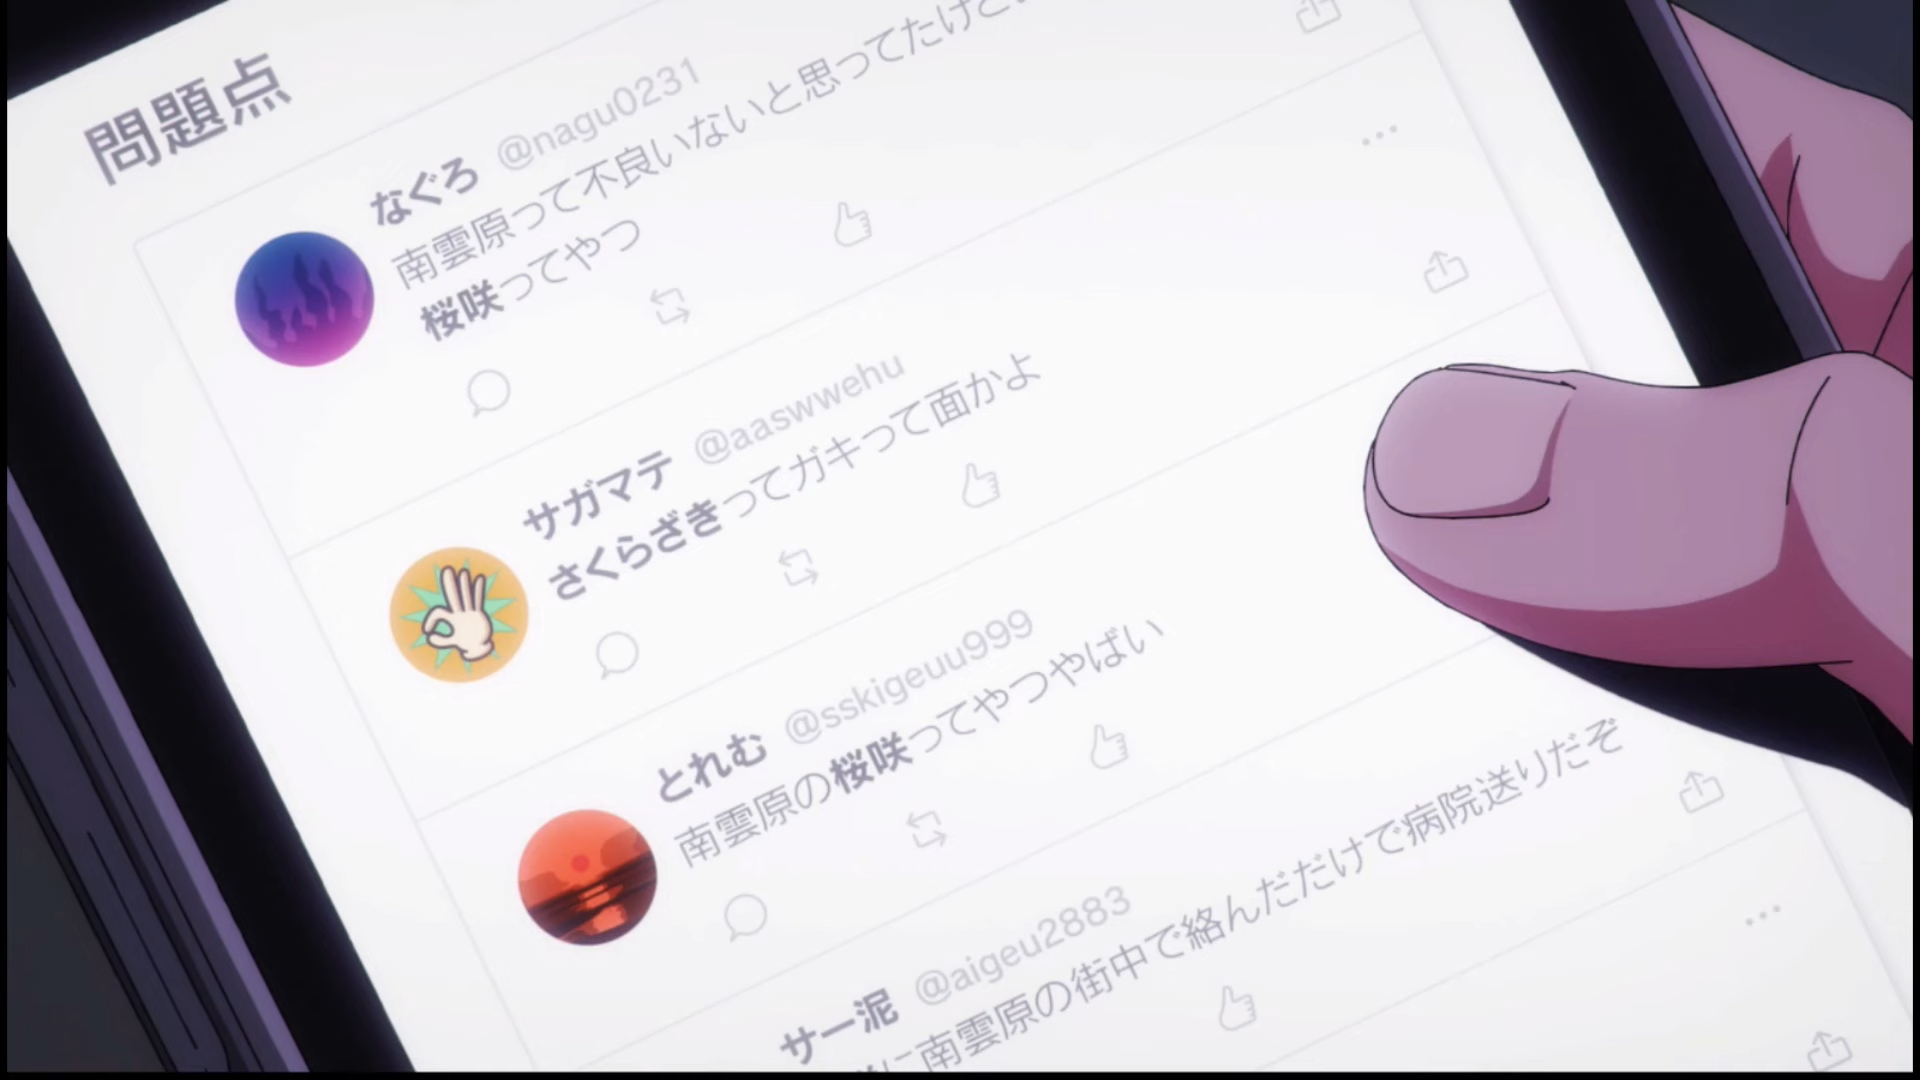 問題点
なぐろ @nagu0231
南雲原って不良いないと思ってたけど
桜咲ってやつ
サガマテ @aaswwehu
さくらざきってガキって面かよ
とれむ @sskigeuu999
南雲原の桜咲ってやつやばい
サー泥 @aigeu2883
に南雲原の街中で絡んだだけで病院送りだぞ